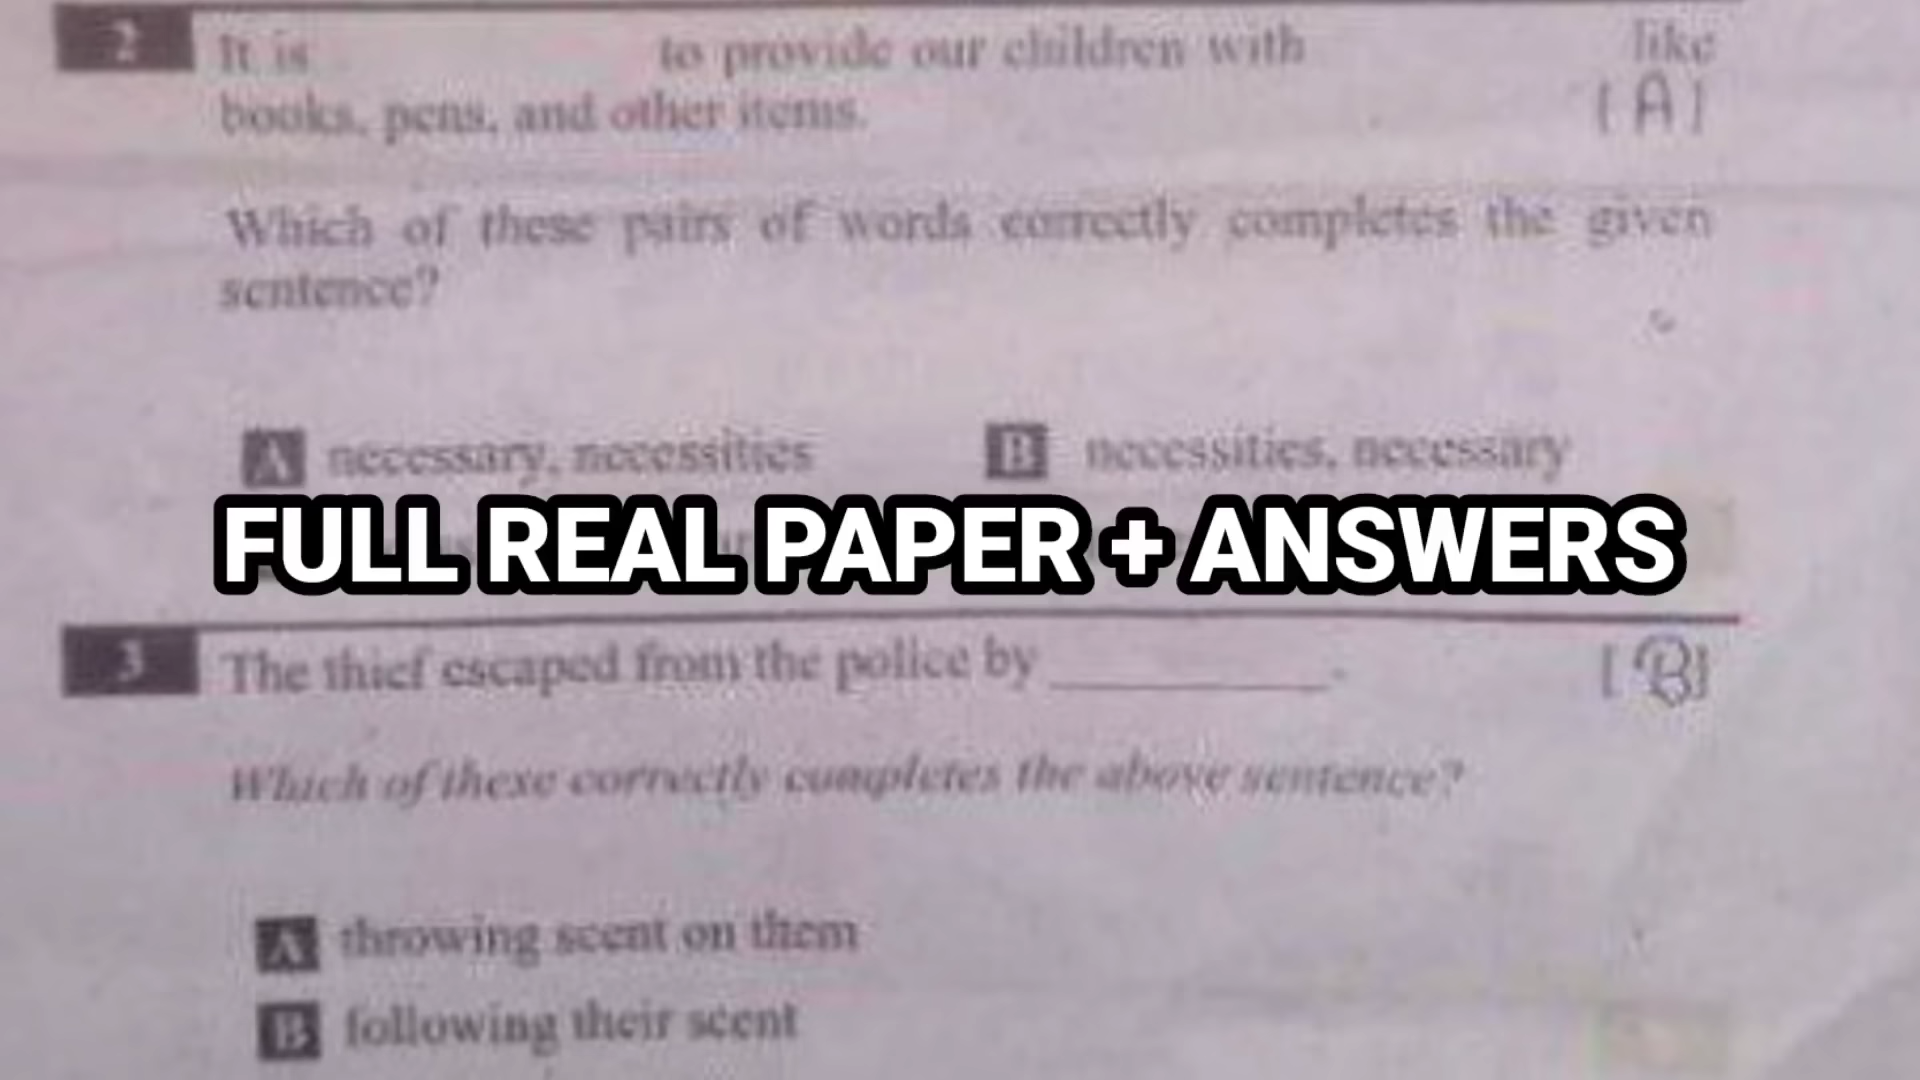 2 It is to provide our children with like
books, pens, and other items. [A]
Which of these pairs of words correctly completes the given
sentence?
A necessary, necessities B necessities, necessary
FULL REAL PAPER + ANSWERS
3 The thief escaped from the police by __________. [B]
Which of these correctly completes the above sentence?
A throwing scent on them
B following their scent